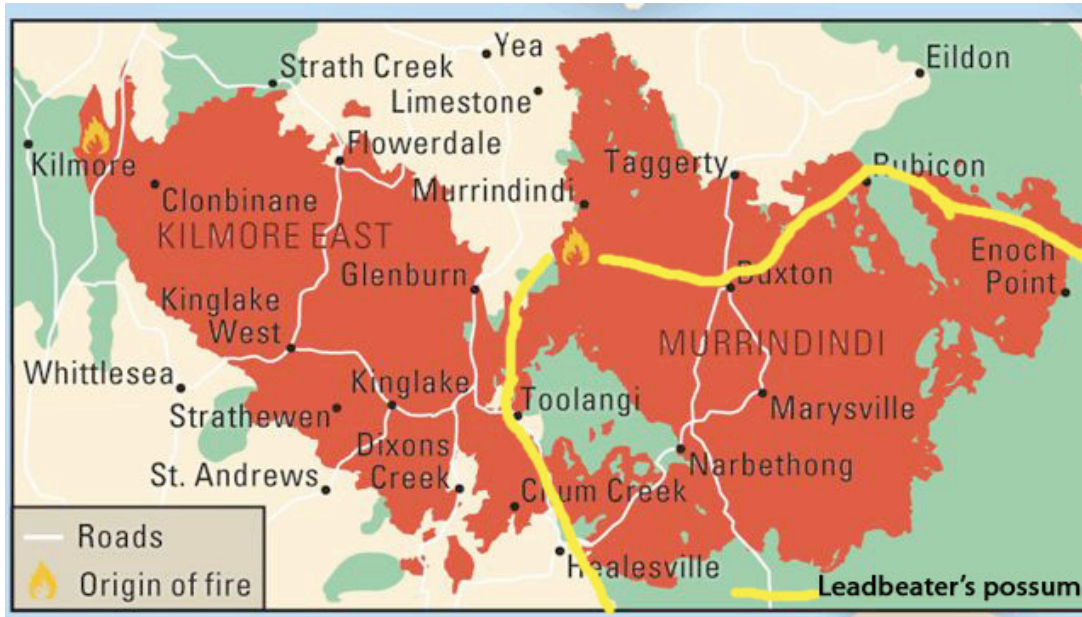 Yea
Eildon
Strath Creek
Limestone
Flowerdale
Kilmore
Taggerty
Rubicon
Murrindindi
Clonbinane
KILMORE EAST
Enoch
Point
Glenburn
Buxton
Kinglake
West
MURRINDINDI
Whittlesea
Kinglake
Toolangi
Marysville
Strathewen
Dixons
Creek
St. Andrews
Narbethong
Chum Creek
Roads
Healesville
Origin of fire
Leadbeater's possum